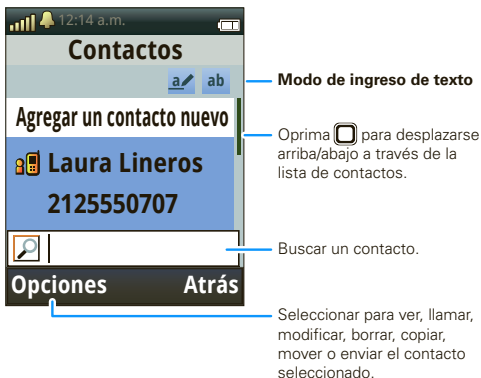 12:14 a.m.
Contactos
a ab
Agregar un contacto nuevo
Laura Lineros
2125550707
Opciones Atrás
Modo de ingreso de texto
Oprima para desplazarse
arriba/abajo a través de la
lista de contactos.
Buscar un contacto.
Seleccionar para ver, llamar,
modificar, borrar, copiar,
mover o enviar el contacto
seleccionado.